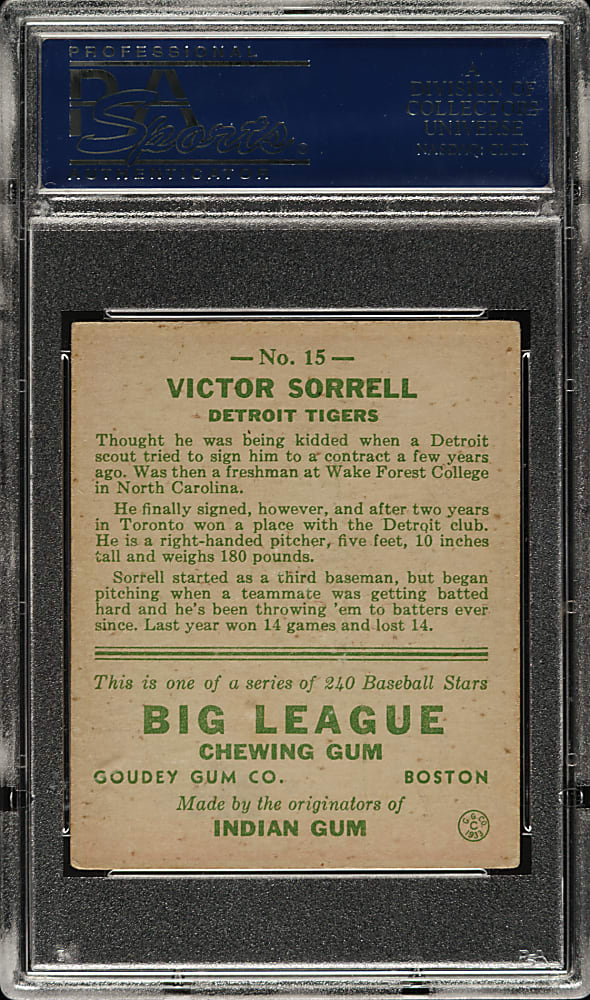 PROFESSIONAL
PSA
Sports
AUTHENTICATOR
A
DIVISION OF
COLLECTORS
UNIVERSE
NASDAQ: CLCT
— No. 15 —
VICTOR SORRELL
DETROIT TIGERS
Thought he was being kidded when a Detroit
scout tried to sign him to a contract a few years
ago. Was then a freshman at Wake Forest College
in North Carolina.
He finally signed, however, and after two years
in Toronto won a place with the Detroit club.
He is a right-handed pitcher, five feet, 10 inches
tall and weighs 180 pounds.
Sorrell started as a third baseman, but began
pitching when a teammate was getting batted
hard and he's been throwing 'em to batters ever
since. Last year won 14 games and lost 14.
This is one of a series of 240 Baseball Stars
BIG LEAGUE
CHEWING GUM
GOUDEY GUM CO. BOSTON
Made by the originators of
INDIAN GUM
G.G.CO.
C
1933
PSA